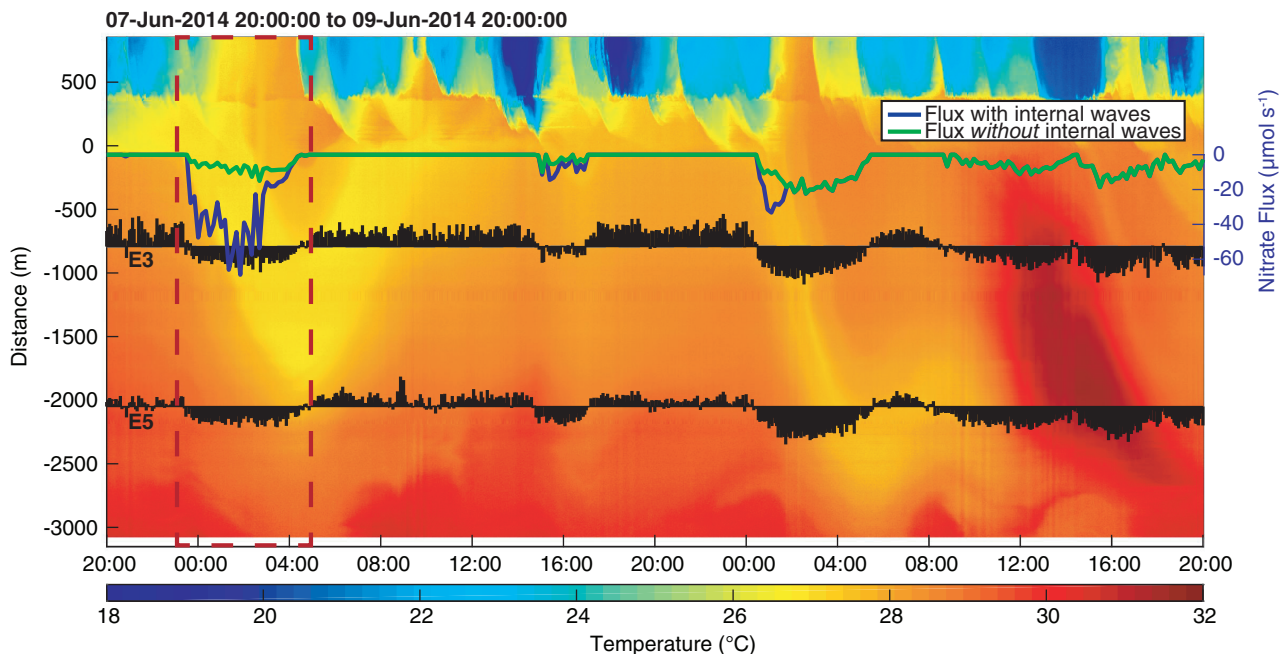 07-Jun-2014 20:00:00 to 09-Jun-2014 20:00:00
500
0
-500
-1000
-1500
-2000
-2500
-3000
Distance (m)
Flux with internal waves
Flux without internal waves
0
-20
-40
-60
Nitrate Flux (µmol s⁻¹)
E3
E5
20:00 00:00 04:00 08:00 12:00 16:00 20:00 00:00 04:00 08:00 12:00 16:00 20:00
18 20 22 24 26 28 30 32
Temperature (°C)